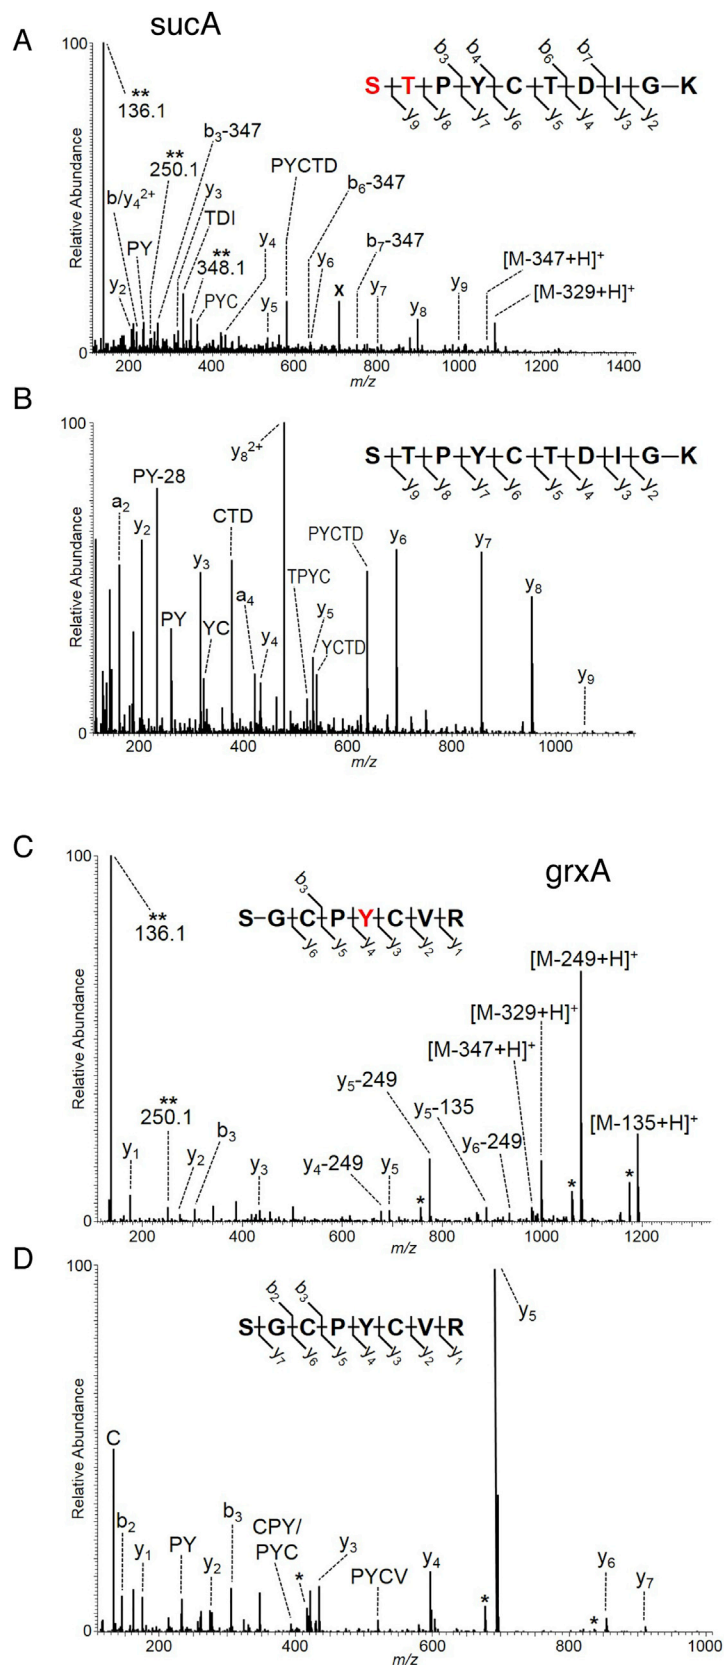 A
sucA
100
b3 b4 b6 b7
S T P Y C T D I G K
y9 y8 y7 y6 y5 y4 y3 y2
**
136.1
b3-347
**
250.1
PYCTD
b6-347
b/y4 2+
y3
TDI
PY
y4
**
348.1
y6
b7-347
y2
PYC
y5
x
y7
y8
y9
[M-347+H]+
[M-329+H]+
Relative Abundance
0
200 400 600 800 1000 1200 1400
m/z
B
100
y8 2+
S T P Y C T D I G K
y9 y8 y7 y6 y5 y4 y3 y2
PY-28
a2
y2
CTD
PYCTD
y6
y7
y3
TPYC
y8
a4
y5
PY
YC
y4
YCTD
y9
Relative Abundance
0
200 400 600 800 1000
m/z
C
grxA
100
b3
S G C P Y C V R
y6 y5 y4 y3 y2 y1
**
136.1
[M-249+H]+
[M-329+H]+
[M-347+H]+
y5-249
y5-135
**
250.1
b3
y6-249
[M-135+H]+
y1
y2
y3
y4-249
y5
*
*
*
Relative Abundance
0
200 400 600 800 1000 1200
m/z
D
100
b2 b3
S G C P Y C V R
y7 y6 y5 y4 y3 y2 y1
y5
C
b2
b3
CPY/
PYC
y1
PY
y2
*
y3
PYCV
y4
*
y6
*
y7
Relative Abundance
0
200 400 600 800 1000
m/z